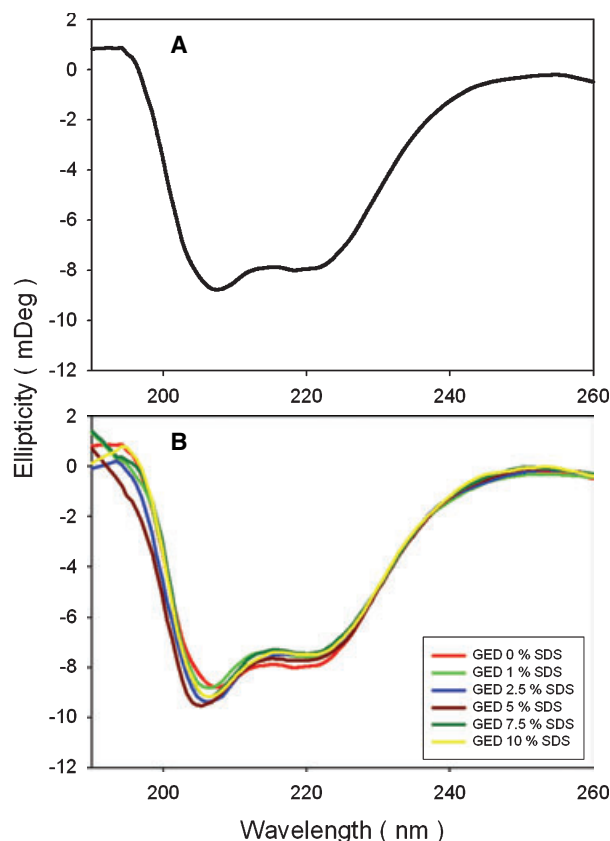 A
2
0
-2
-4
-6
-8
-10
-12
200
220
240
260
Ellipticity ( mDeg )
B
2
0
-2
-4
-6
-8
-10
-12
GED 0 % SDS
GED 1 % SDS
GED 2.5 % SDS
GED 5 % SDS
GED 7.5 % SDS
GED 10 % SDS
200
220
240
260
Wavelength ( nm )